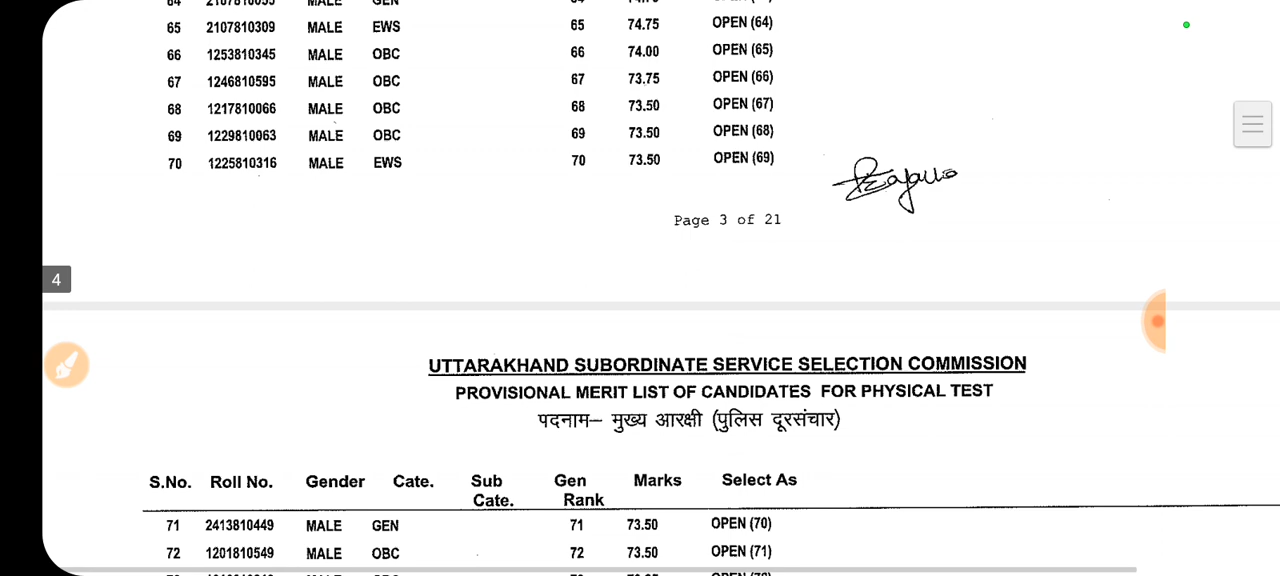 65 2107810309 MALE EWS 65 74.75 OPEN (64)
66 1253810345 MALE OBC 66 74.00 OPEN (65)
67 1246810595 MALE OBC 67 73.75 OPEN (66)
68 1217810066 MALE OBC 68 73.50 OPEN (67)
69 1229810063 MALE OBC 69 73.50 OPEN (68)
70 1225810316 MALE EWS 70 73.50 OPEN (69)
Page 3 of 21
4
UTTARAKHAND SUBORDINATE SERVICE SELECTION COMMISSION
PROVISIONAL MERIT LIST OF CANDIDATES FOR PHYSICAL TEST
पदनाम– मुख्य आरक्षी (पुलिस दूरसंचार)
S.No. Roll No. Gender Cate. Sub Cate. Gen Rank Marks Select As
71 2413810449 MALE GEN 71 73.50 OPEN (70)
72 1201810549 MALE OBC 72 73.50 OPEN (71)